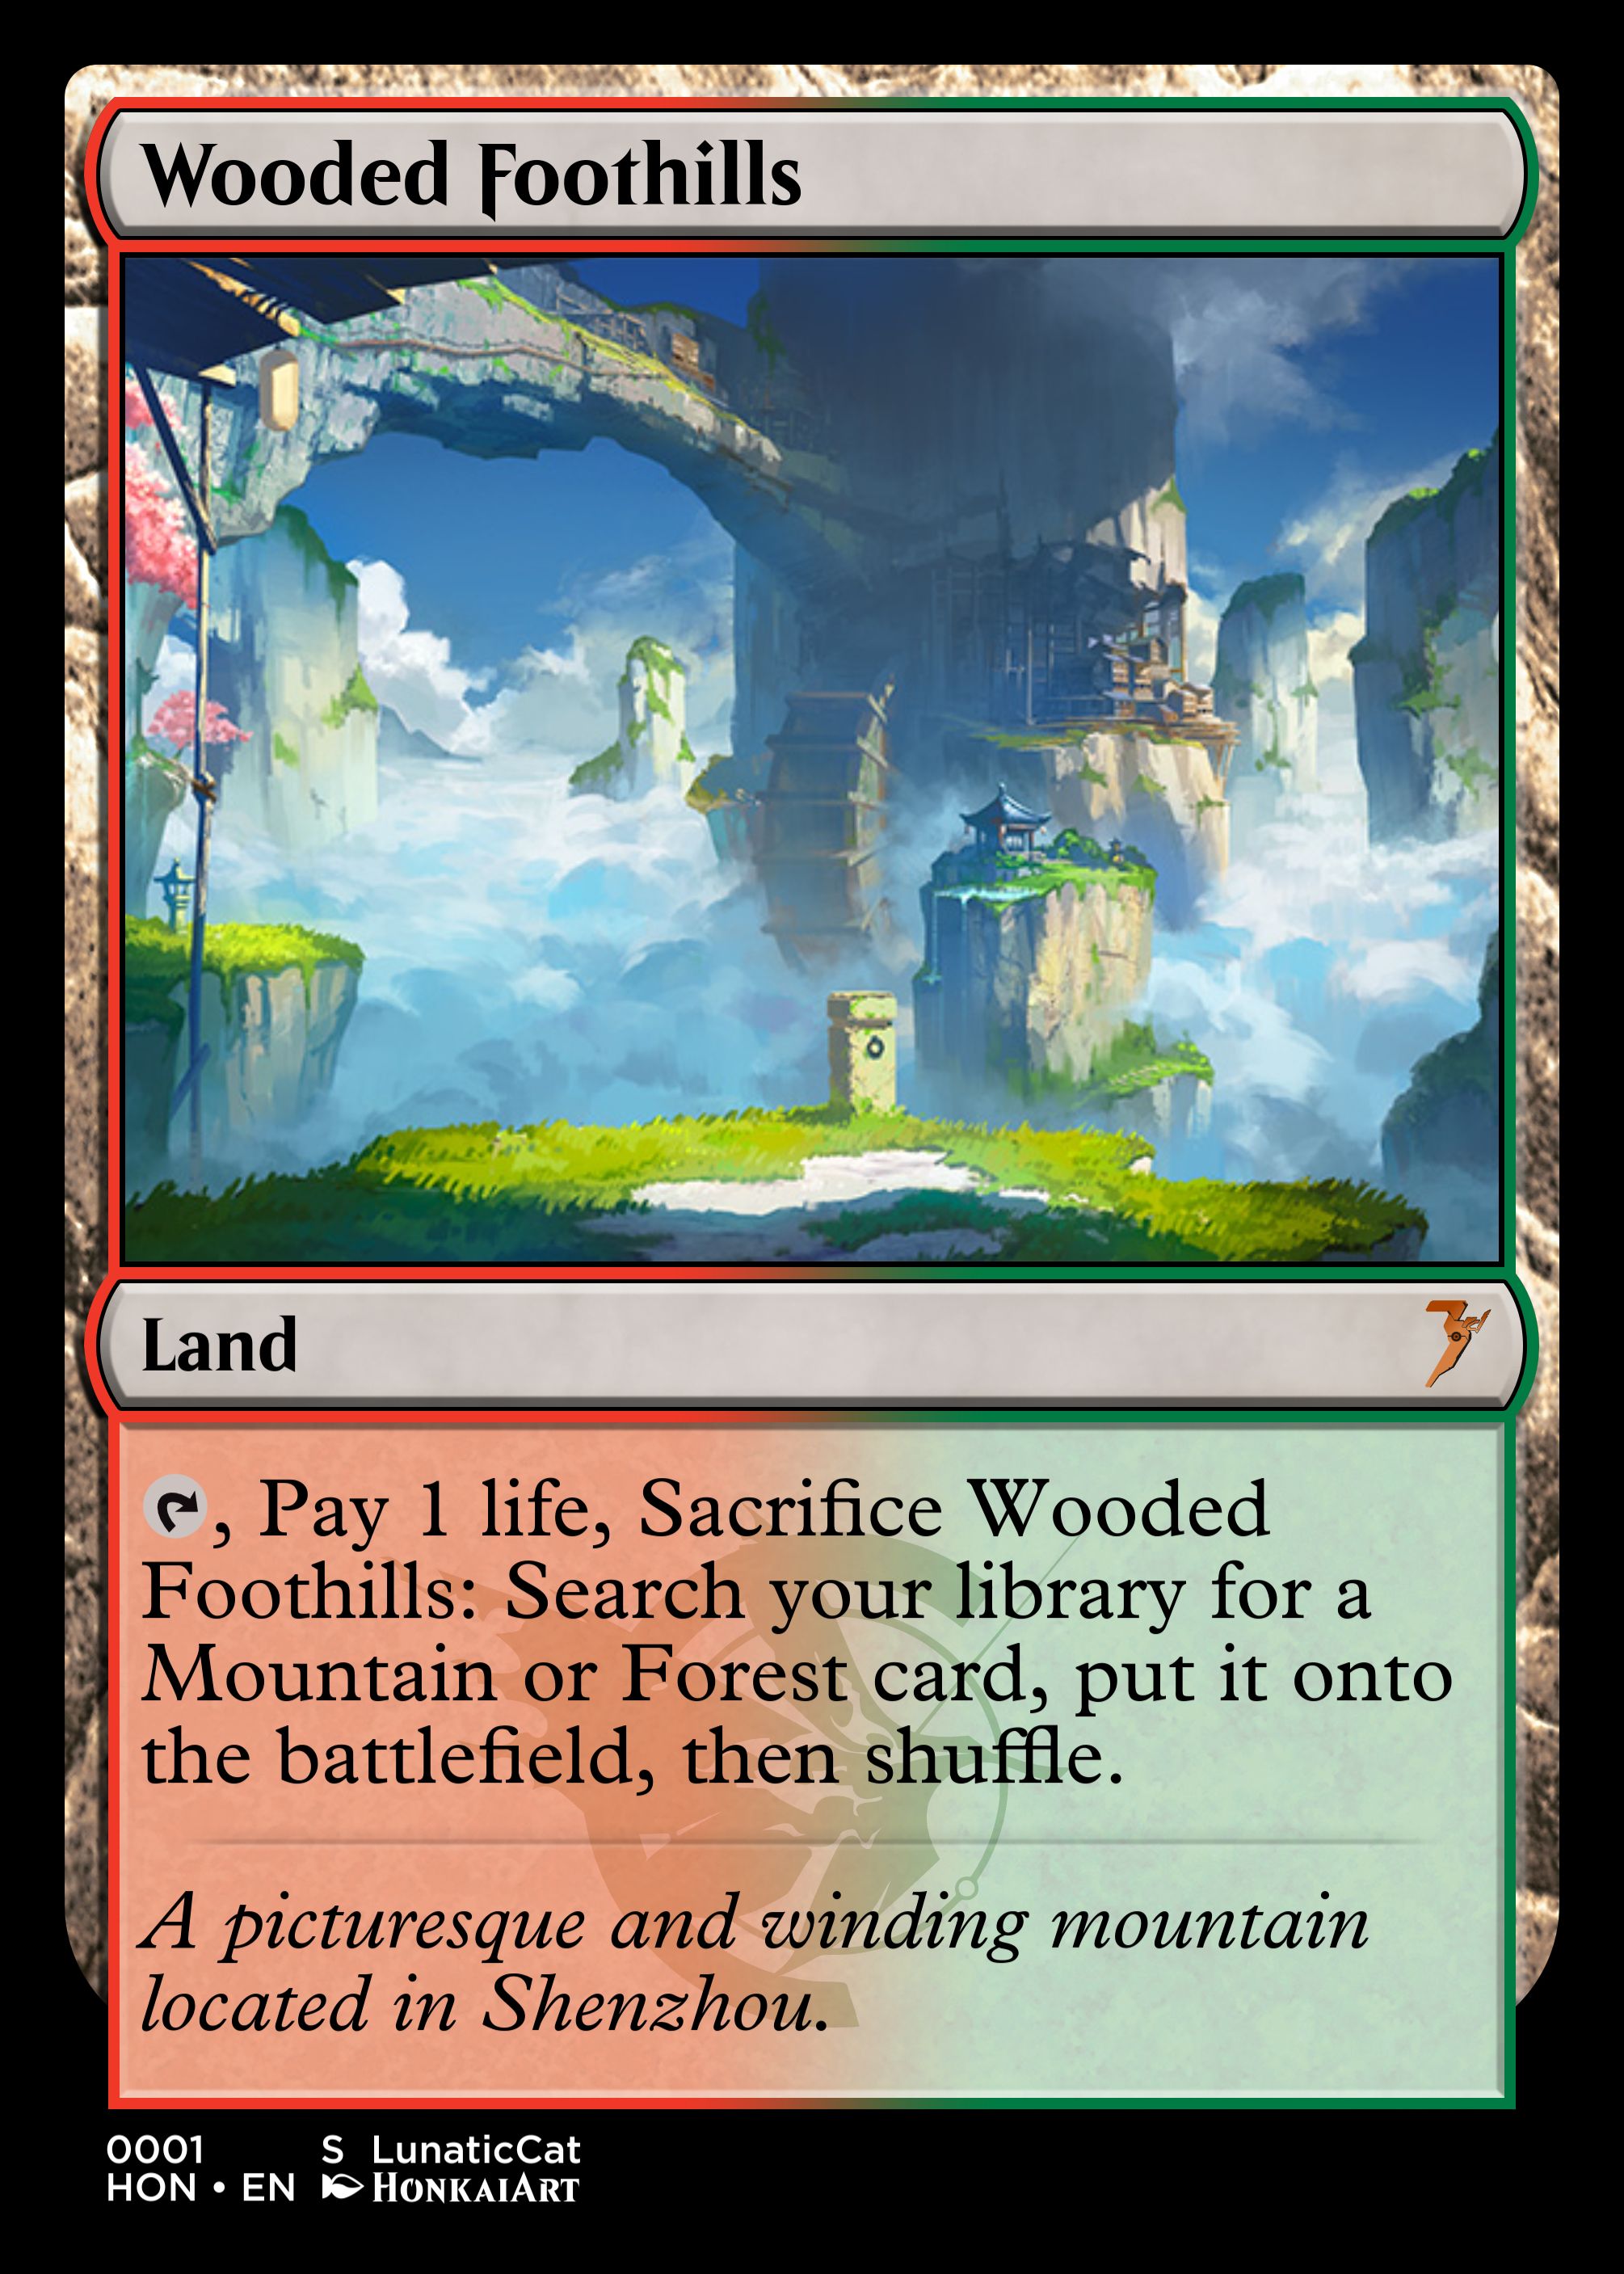 Wooded Foothills
Land
, Pay 1 life, Sacrifice Wooded
Foothills: Search your library for a
Mountain or Forest card, put it onto
the battlefield, then shuffle.
A picturesque and winding mountain
located in Shenzhou.
0001 S LunaticCat
HON • EN HonkaiArt